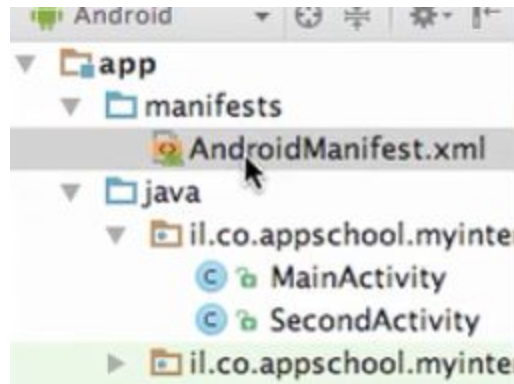 Android
app
manifests
AndroidManifest.xml
java
il.co.appschool.myinte
MainActivity
SecondActivity
il.co.appschool.myinte